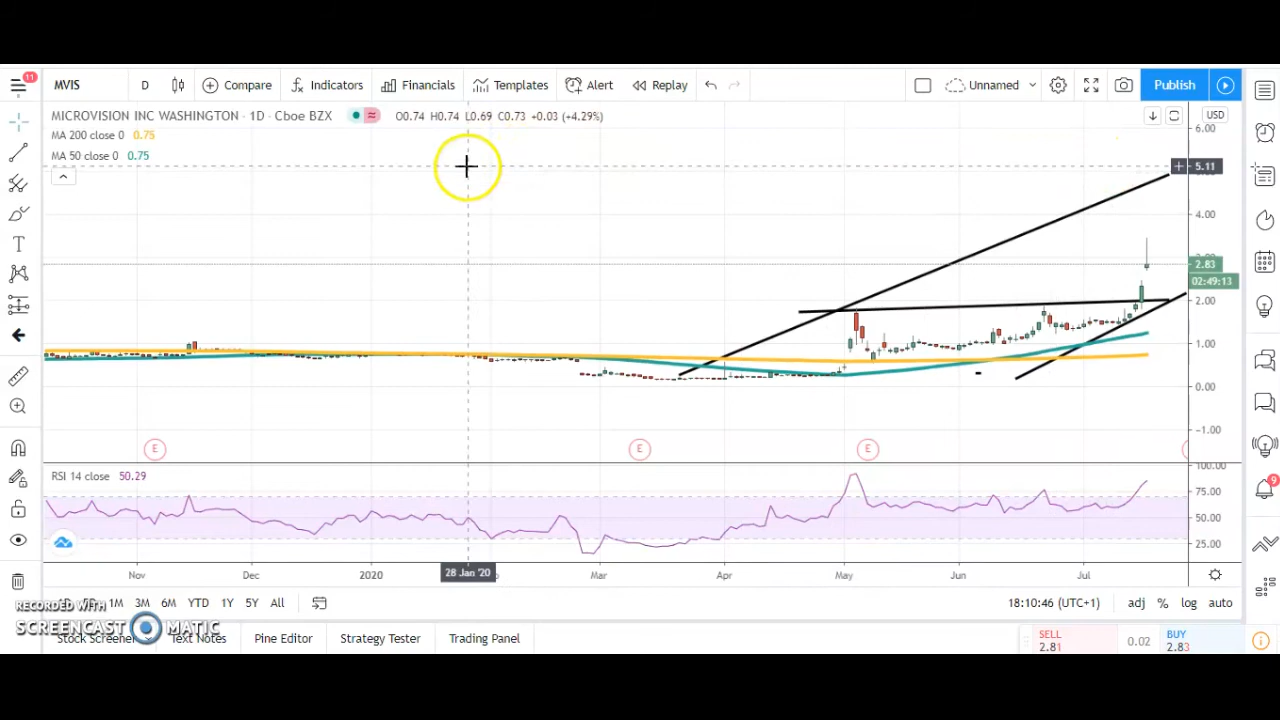 11
MVIS D Compare Indicators Financials Templates Alert Replay Unnamed Publish
MICROVISION INC WASHINGTON · 1D · Cboe BZX O0.74 H0.74 L0.69 C0.73 +0.03 (+4.29%) USD
MA 200 close 0 0.75
MA 50 close 0 0.75
6.00
5.11
4.00
2.83
02:49:13
2.00
1.00
0.00
−1.00
E E E
RSI 14 close 50.29
100.00
75.00
50.00
25.00
9
Nov Dec 2020 28 Jan '20 Mar Apr May Jun Jul
1M 3M 6M YTD 1Y 5Y All 18:10:46 (UTC+1) adj % log auto
RECORDED WITH
SCREENCAST MATIC
Stock Screener Text Notes Pine Editor Strategy Tester Trading Panel
SELL 2.81 0.02 BUY 2.83
T